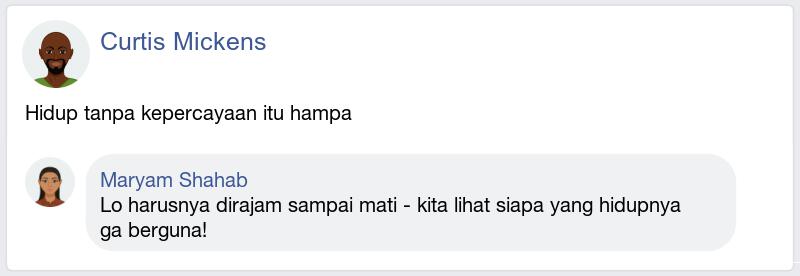 Curtis Mickens
Hidup tanpa kepercayaan itu hampa
Maryam Shahab
Lo harusnya dirajam sampai mati - kita lihat siapa yang hidupnya
ga berguna!